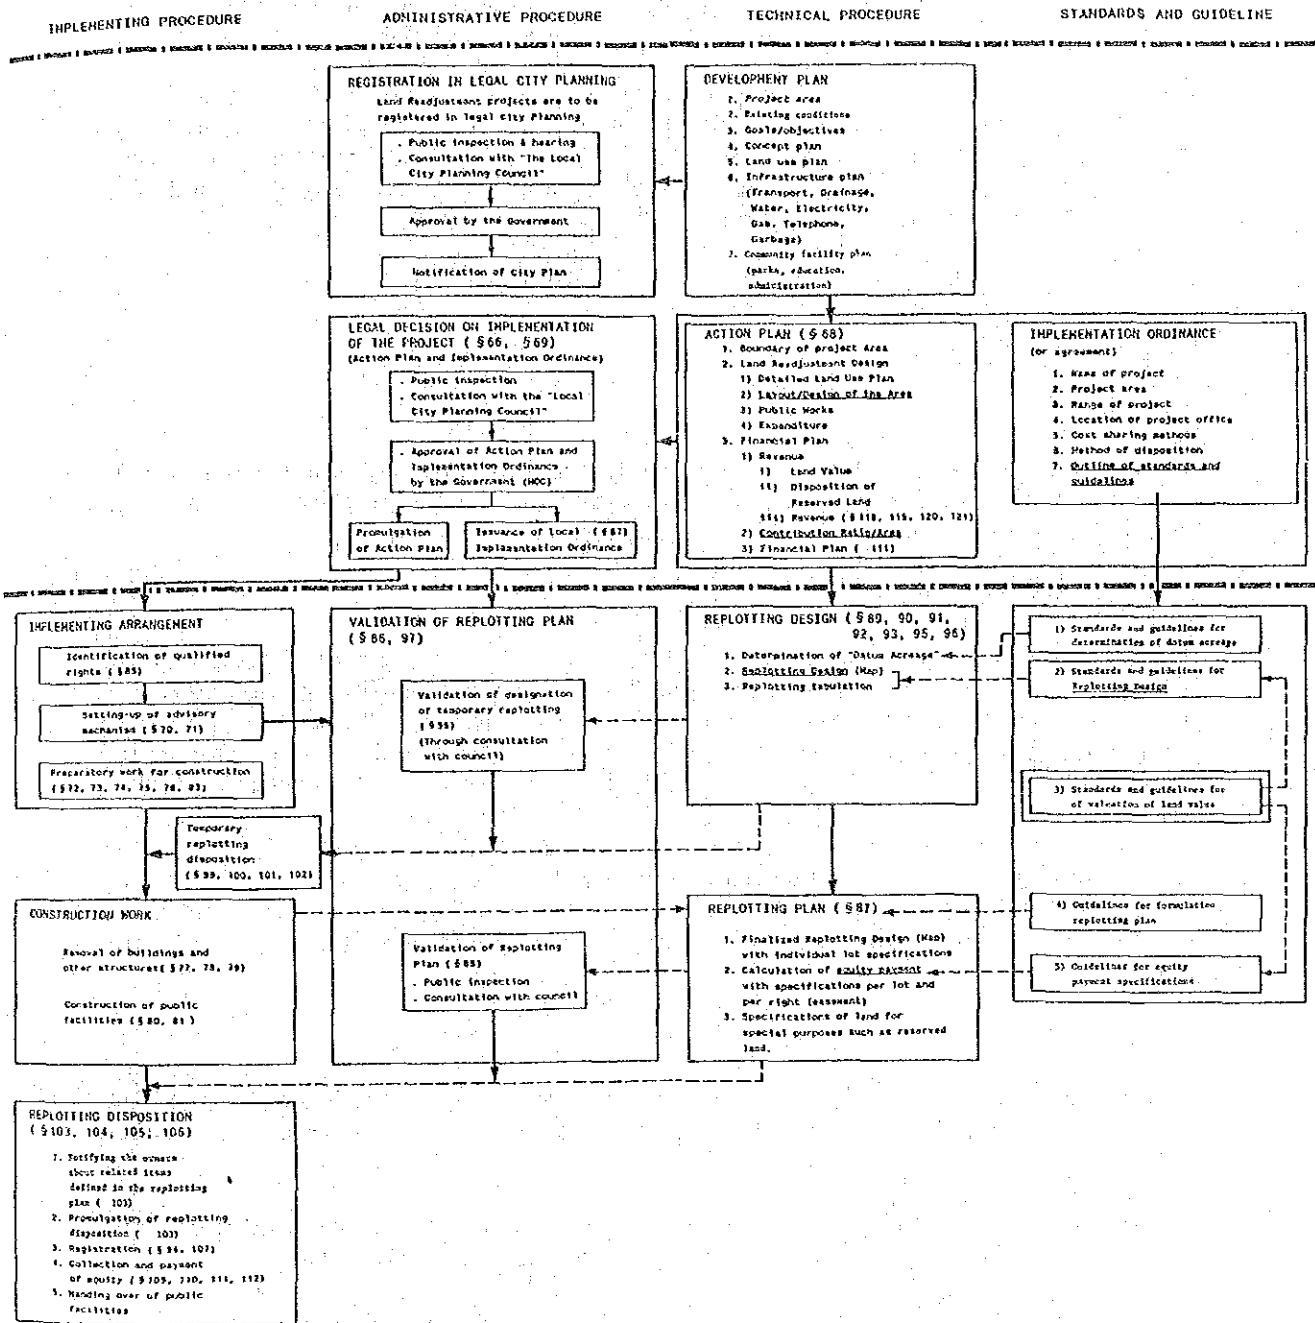 IMPLEMENTING PROCEDURE
ADMINISTRATIVE PROCEDURE
TECHNICAL PROCEDURE
STANDARDS AND GUIDELINE
REGISTRATION IN LEGAL CITY PLANNING
Land Readjustment projects are to be
registered in legal City Planning
. Public inspection & hearing
. Consultation with "The Local
City Planning Council"
Approval by the Government
Notification of City Plan
DEVELOPMENT PLAN
1. Project area
2. Existing conditions
3. Goals/objectives
4. Concept plan
5. Land use plan
6. Infrastructure plan
(Transport, Drainage,
Water, Electricity,
Gas, Telephone,
Garbage)
7. Community facility plan
(parks, education,
administration)
LEGAL DECISION ON IMPLEMENTATION
OF THE PROJECT ( §66, §69)
(Action Plan and Implementation Ordinance)
. Public inspection
. Consultation with the "Local
City Planning Council"
. Approval of Action Plan and
Implementation Ordinance
by the Government (MOC)
Promulgation
of Action Plan
Issuance of Local ( §67)
Implementation Ordinance
ACTION PLAN ( §68)
1. Boundary of project Area
2. Land Readjustment Design
1) Detailed Land Use Plan
2) Layout/Design of the Area
3) Public Works
4) Expenditure
3. Financial Plan
1) Revenue
i) Land Value
ii) Disposition of
Reserved Land
iii) Revenue ( §118, 119, 120, 121)
2) Contribution Ratio/Area
3) Financial Plan (
IMPLEMENTATION ORDINANCE
(or agreement)
1. Name of project
2. Project area
3. Range of project
4. Location of project office
5. Cost sharing methods
6. Method of disposition
7. Outline of standards and
guidelines
IMPLEMENTING ARRANGEMENT
Identification of qualified
rights ( §85)
Setting-up of advisory
mechanism ( §70, 71)
Preparatory work for construction
( §72, 73, 74, 75, 76, 83)
VALIDATION OF REPLOTTING PLAN
( §86, 97)
Validation of designation
of temporary replotting
(Through consultation
with council)
REPLOTTING DESIGN ( §89, 90, 91,
92, 93, 95, 96)
1. Determination of "Datum Acreage"
2. Replotting Design (Map)
3. Replotting tabulation
1) Standards and guidelines for
determination of datum acreage
2) Standards and guidelines for
Replotting Design
3) Standards and guidelines for
of valuation of land value
Temporary
replotting
disposition
( §99, 100, 101, 102)
CONSTRUCTION WORK
Removal of buildings and
other structures( §77, 78, 79)
Construction of public
facilities ( §80, 81 )
Validation of Replotting
Plan ( §88)
. Public inspection
. Consultation with council
REPLOTTING PLAN ( §87)
1. Finalized Replotting Design (Map)
with individual lot specifications
2. Calculation of equity payment
with specifications per lot and
per right (easement)
3. Specifications of land for
special purposes such as reserved
land.
4) Guidelines for formulation
replotting plan
5) Guidelines for equity
payment specifications
REPLOTTING DISPOSITION
( §103, 104, 105, 106)
1. Notifying the owners
about related items
defined in the replotting
plan ( 103)
2. Promulgation of replotting
disposition ( 103)
3. Registration ( §94, 107)
4. Collection and payment
of equity ( §109, 110, 111, 112)
5. Handing over of public
facilities